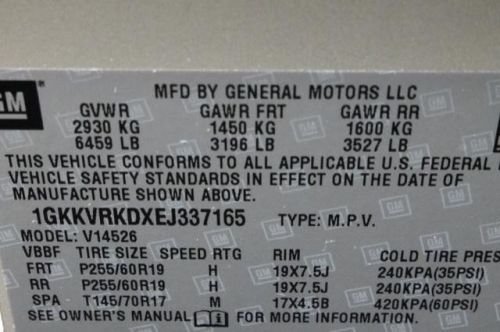 GM
MFD BY GENERAL MOTORS LLC
GVWR GAWR FRT GAWR RR
2930 KG 1450 KG 1600 KG
6459 LB 3196 LB 3527 LB
THIS VEHICLE CONFORMS TO ALL APPLICABLE U.S. FEDERAL
VEHICLE SAFETY STANDARDS IN EFFECT ON THE DATE OF
MANUFACTURE SHOWN ABOVE.
1GKKVRKDXEJ337165 TYPE: M.P.V.
MODEL: V14526
VBBF TIRE SIZE SPEED RTG RIM COLD TIRE PRES
FRT P255/60R19 H 19X7.5J 240KPA(35PSI)
RR P255/60R19 H 19X7.5J 240KPA(35PSI)
SPA T145/70R17 M 17X4.5B 420KPA(60PSI)
SEE OWNER'S MANUAL FOR MORE INFORMATION.